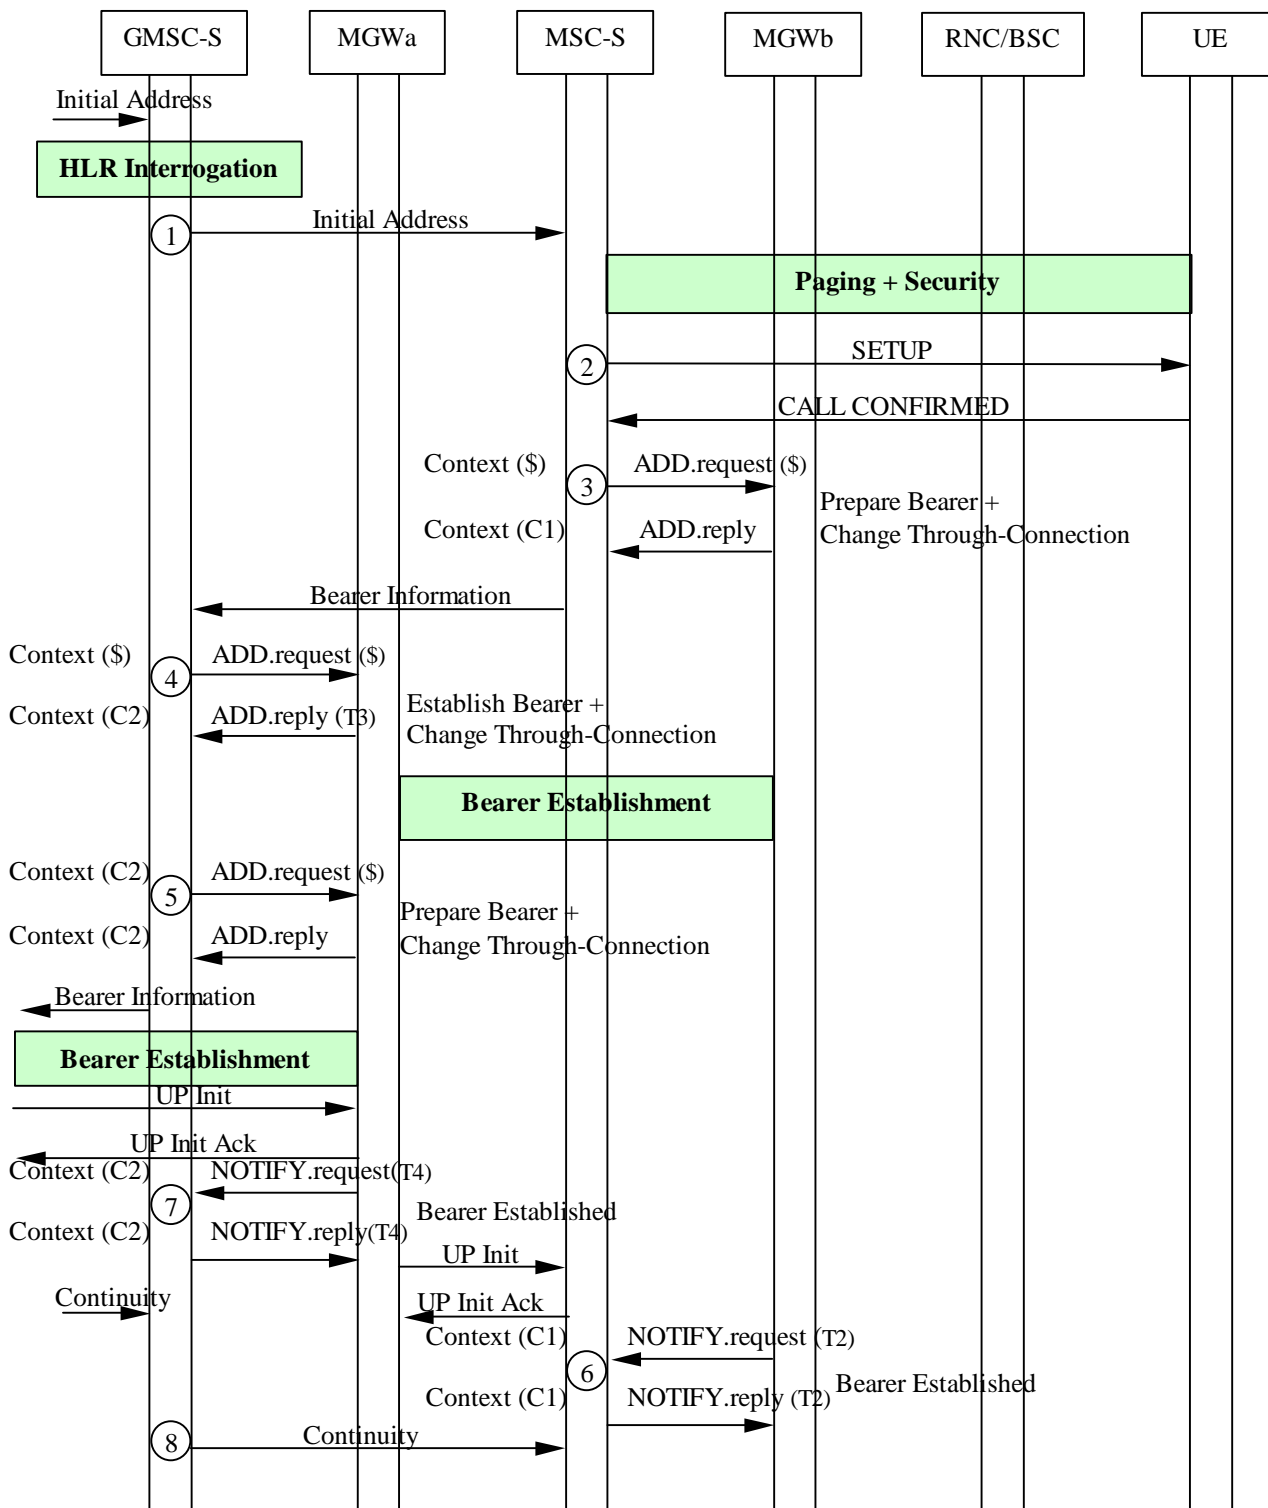 GMSC-S MGWa MSC-S MGWb RNC/BSC UE
Initial Address
HLR Interrogation
1 Initial Address
Paging + Security
2 SETUP
CALL CONFIRMED
Context ($) 3 ADD.request ($)
Prepare Bearer +
Change Through-Connection
Context (C1) ADD.reply
Bearer Information
Context ($) 4 ADD.request ($)
Context (C2) ADD.reply (T3)
Establish Bearer +
Change Through-Connection
Bearer Establishment
Context (C2) 5 ADD.request ($)
Prepare Bearer +
Change Through-Connection
Context (C2) ADD.reply
Bearer Information
Bearer Establishment
UP Init
UP Init Ack
Context (C2) 7 NOTIFY.request(T4)
Bearer Established
Context (C2) NOTIFY.reply(T4)
UP Init
Continuity
UP Init Ack
Context (C1) 6 NOTIFY.request (T2)
Bearer Established
Context (C1) NOTIFY.reply (T2)
8 Continuity